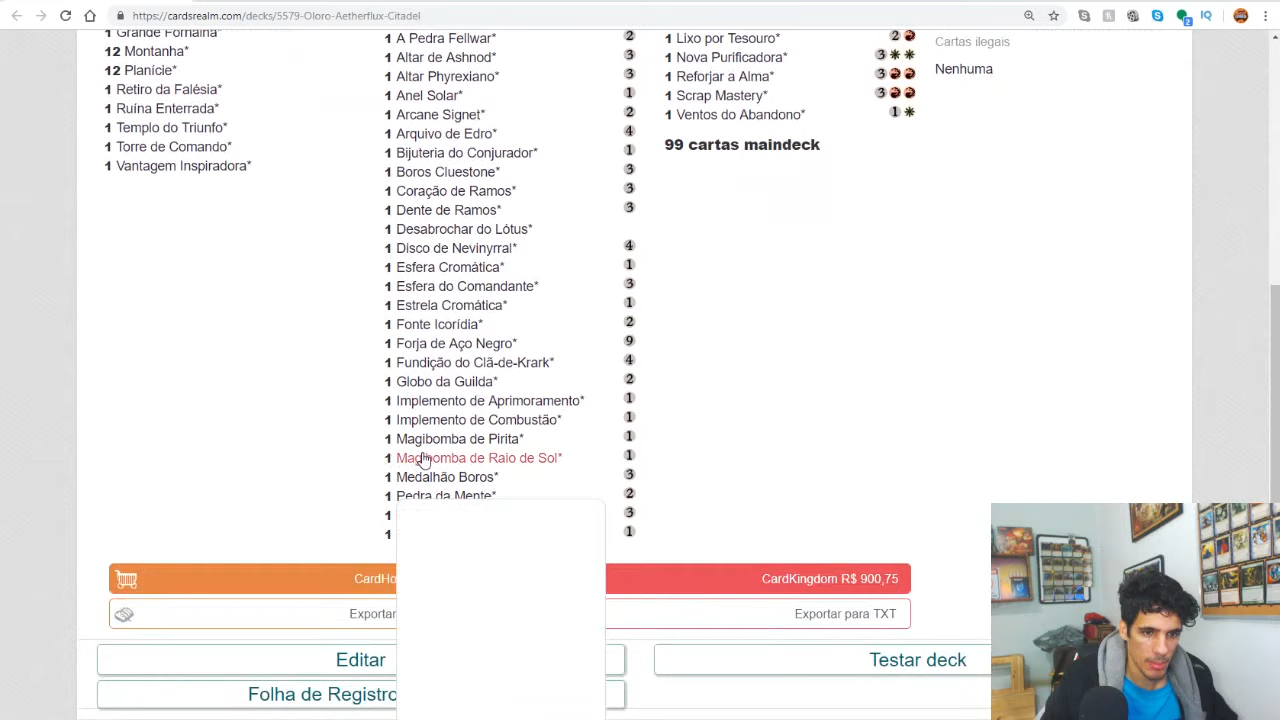 https://cardsrealm.com/decks/5579-Oloro-Aetherflux-Citadel
1 Grande Fornalha*
12 Montanha*
12 Planície*
1 Retiro da Falésia*
1 Ruína Enterrada*
1 Templo do Triunfo*
1 Torre de Comando*
1 Vantagem Inspiradora*
1 A Pedra Fellwar* 2
1 Altar de Ashnod* 3
1 Altar Phyrexiano* 3
1 Anel Solar* 1
1 Arcane Signet* 2
1 Arquivo de Edro* 4
1 Bijuteria do Conjurador* 1
1 Boros Cluestone* 3
1 Coração de Ramos* 3
1 Dente de Ramos* 3
1 Desabrochar do Lótus*
1 Disco de Nevinyrral* 4
1 Esfera Cromática* 1
1 Esfera do Comandante* 3
1 Estrela Cromática* 1
1 Fonte Icorídia* 2
1 Forja de Aço Negro* 9
1 Fundição do Clã-de-Krark* 4
1 Globo da Guilda* 2
1 Implemento de Aprimoramento* 1
1 Implemento de Combustão* 1
1 Magibomba de Pirita* 1
1 Magibomba de Raio de Sol* 1
1 Medalhão Boros* 3
1 Pedra da Mente* 2
1 3
1 1
1 Lixo por Tesouro* 2
1 Nova Purificadora* 3
1 Reforjar a Alma* 3
1 Scrap Mastery* 3
1 Ventos do Abandono* 1
99 cartas maindeck
Cartas ilegais
Nenhuma
CardHo
CardKingdom R$ 900,75
Exportar
Exportar para TXT
Editar
Testar deck
Folha de Registro